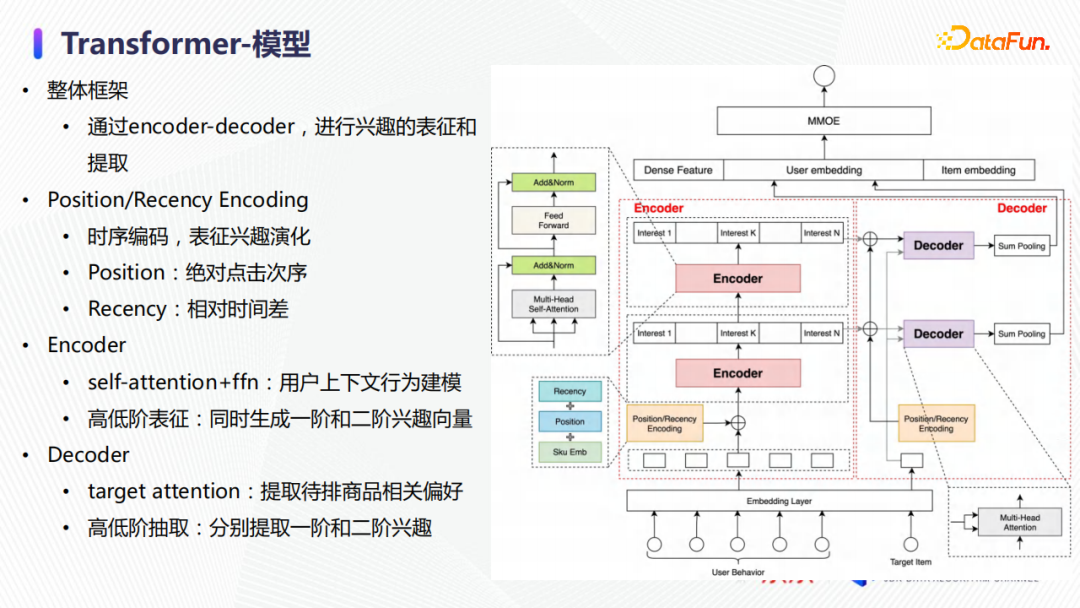 Transformer-模型
DataFun.
• 整体框架
• 通过encoder-decoder，进行兴趣的表征和
提取
• Position/Recency Encoding
• 时序编码，表征兴趣演化
• Position：绝对点击次序
• Recency：相对时间差
• Encoder
• self-attention+ffn：用户上下文行为建模
• 高低阶表征：同时生成一阶和二阶兴趣向量
• Decoder
• target attention：提取待排商品相关偏好
• 高低阶抽取：分别提取一阶和二阶兴趣
MMOE
Dense Feature User embedding Item embedding
Add&Norm
Feed
Forward
Add&Norm
Multi-Head
Self-Attention
Encoder
Interest 1 Interest K Interest N
Encoder
Interest 1 Interest K Interest N
Encoder
Decoder
Decoder Sum Pooling
Decoder Sum Pooling
Recency
Position
Sku Emb
Position/Recency
Encoding
Position/Recency
Encoding
Embedding Layer
Multi-Head
Attention
User Behavior
Target Item